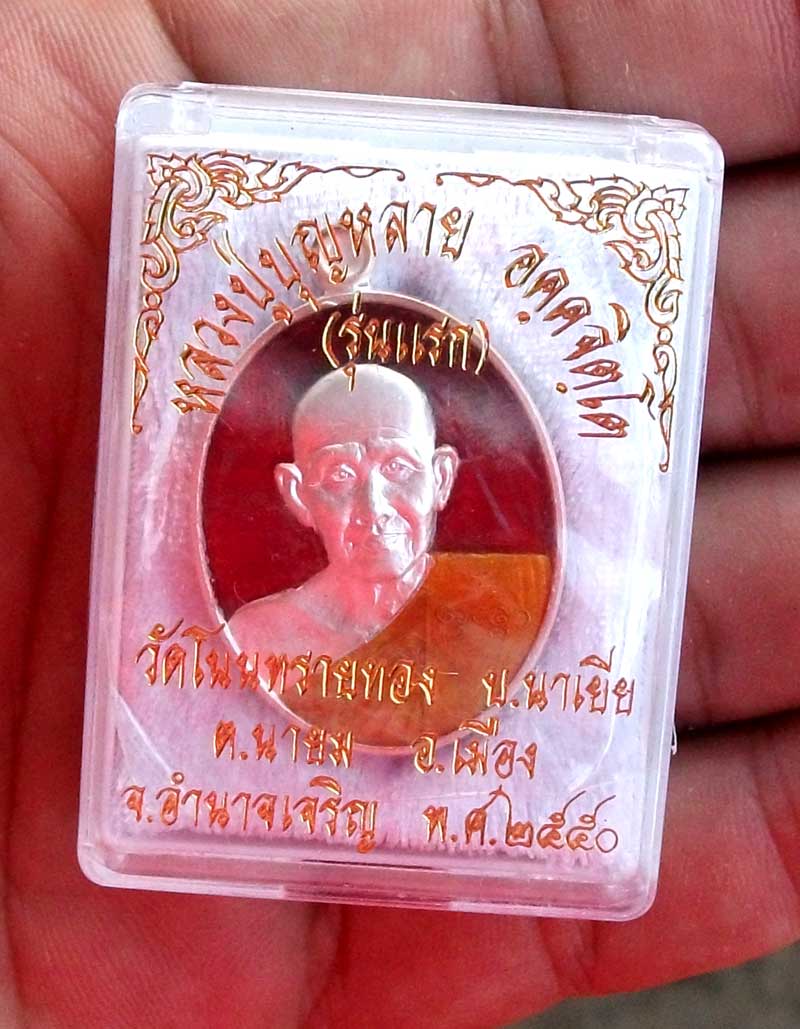 หลวงปู่บุญหลาย อคฺคจิตฺโต
(รุ่นแรก)
วัดโนนทรายทอง บ.นาเยีย
ต.นายม อ.เมือง
จ.อำนาจเจริญ พ.ศ.๒๕๕๐